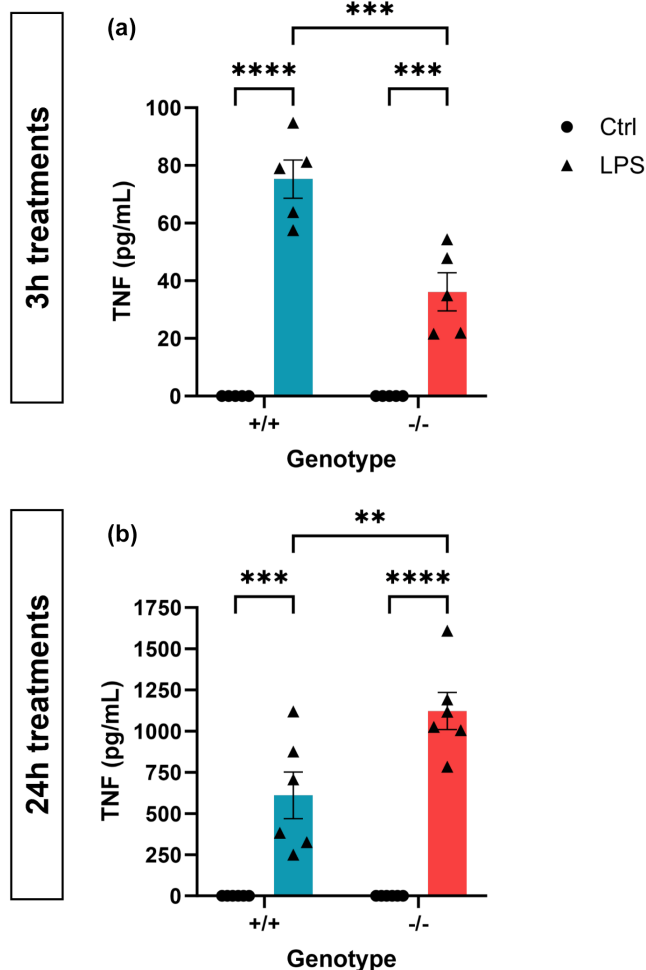 3h treatments
(a)
***
****
***
100
80
60
40
20
0
TNF (pg/mL)
+/+
-/-
Genotype
Ctrl
LPS
24h treatments
(b)
**
***
****
1750
1500
1250
1000
750
500
250
0
TNF (pg/mL)
+/+
-/-
Genotype